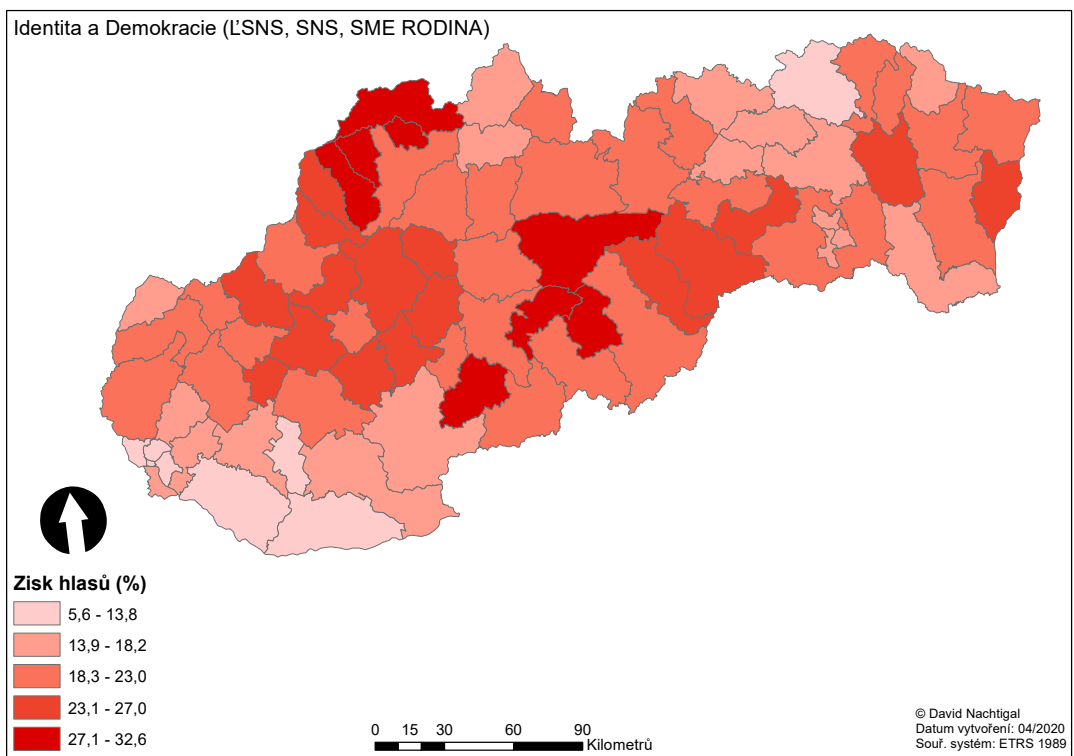 Identita a Demokracie (ĽSNS, SNS, SME RODINA)
Zisk hlasů (%)
5,6 - 13,8
13,9 - 18,2
18,3 - 23,0
23,1 - 27,0
27,1 - 32,6
0 15 30 60 90
Kilometrů
© David Nachtigal
Datum vytvoření: 04/2020
Souř. systém: ETRS 1989